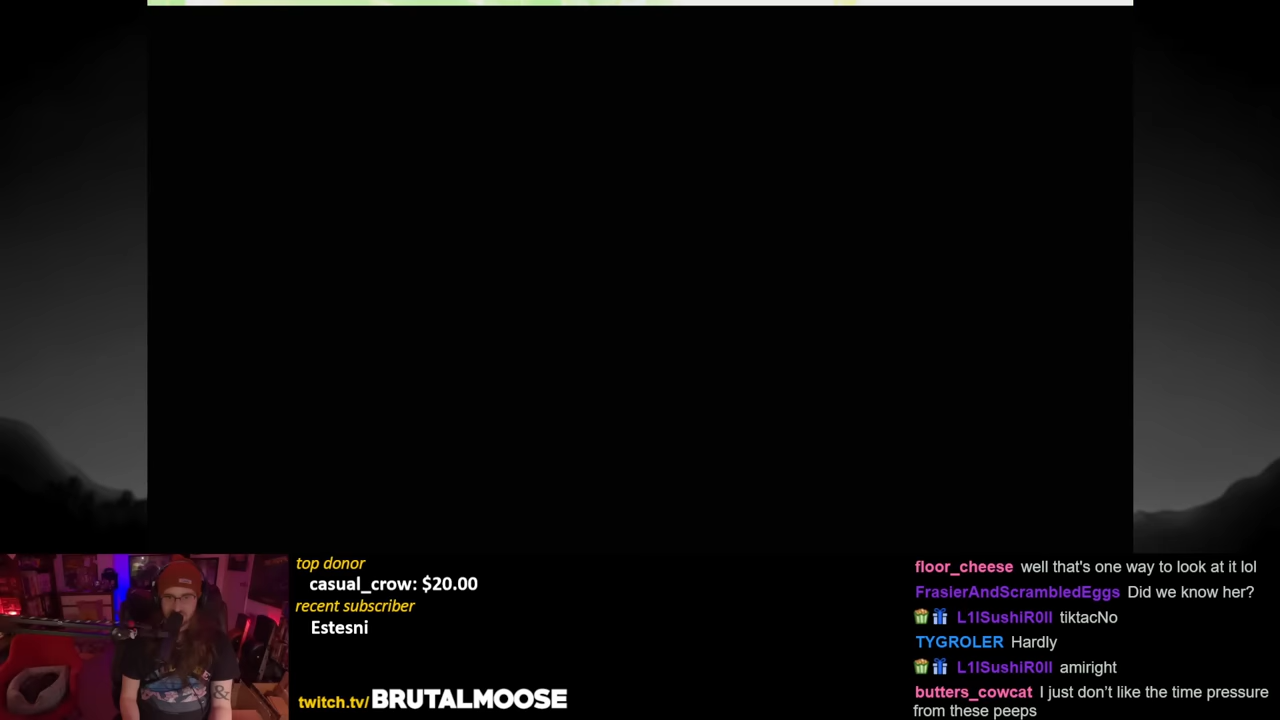 top donor
casual_crow: $20.00
recent subscriber
Estesni
twitch.tv/BRUTALMOOSE
floor_cheese well that's one way to look at it lol
FrasierAndScrambledEggs Did we know her?
L1lSushiR0ll tiktacNo
TYGROLER Hardly
L1lSushiR0ll amiright
butters_cowcat I just don't like the time pressure
from these peeps
&